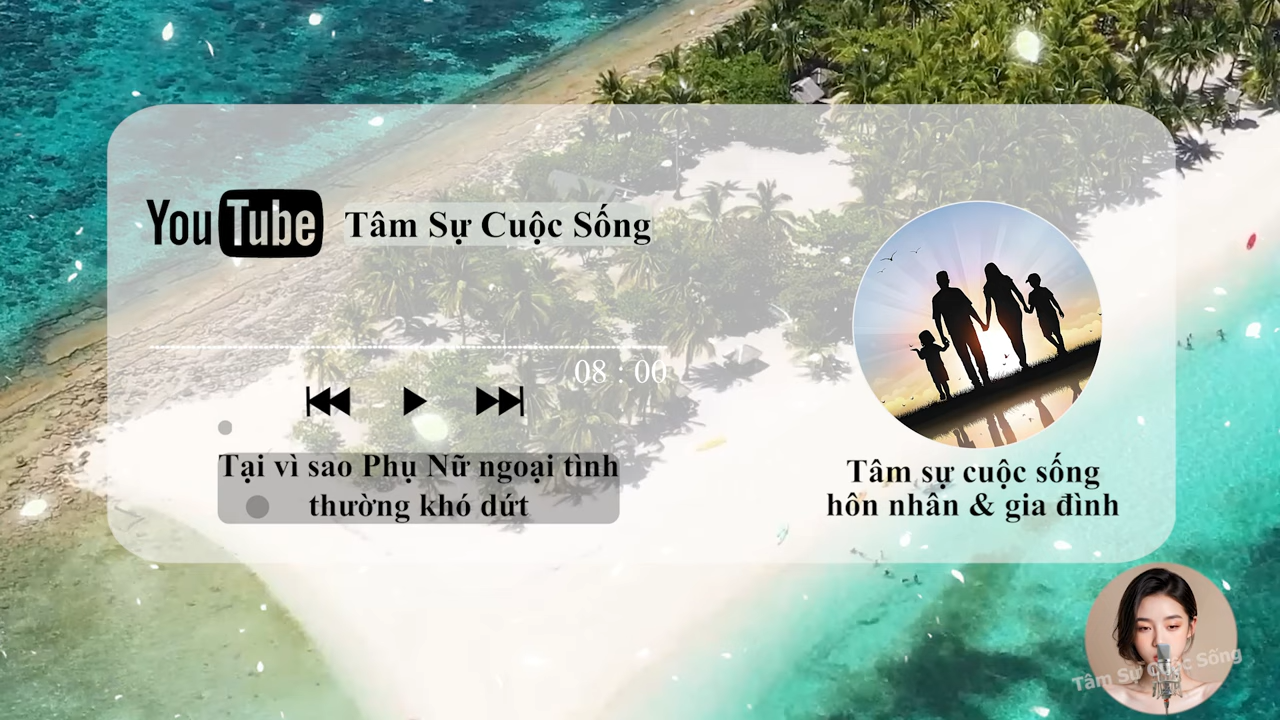 YouTube Tâm Sự Cuộc Sống
08 : 06
Tại vì sao Phụ Nữ ngoại tình
thường khó dứt
Tâm sự cuộc sống
hôn nhân & gia đình
Tâm Sự Cuộc Sống